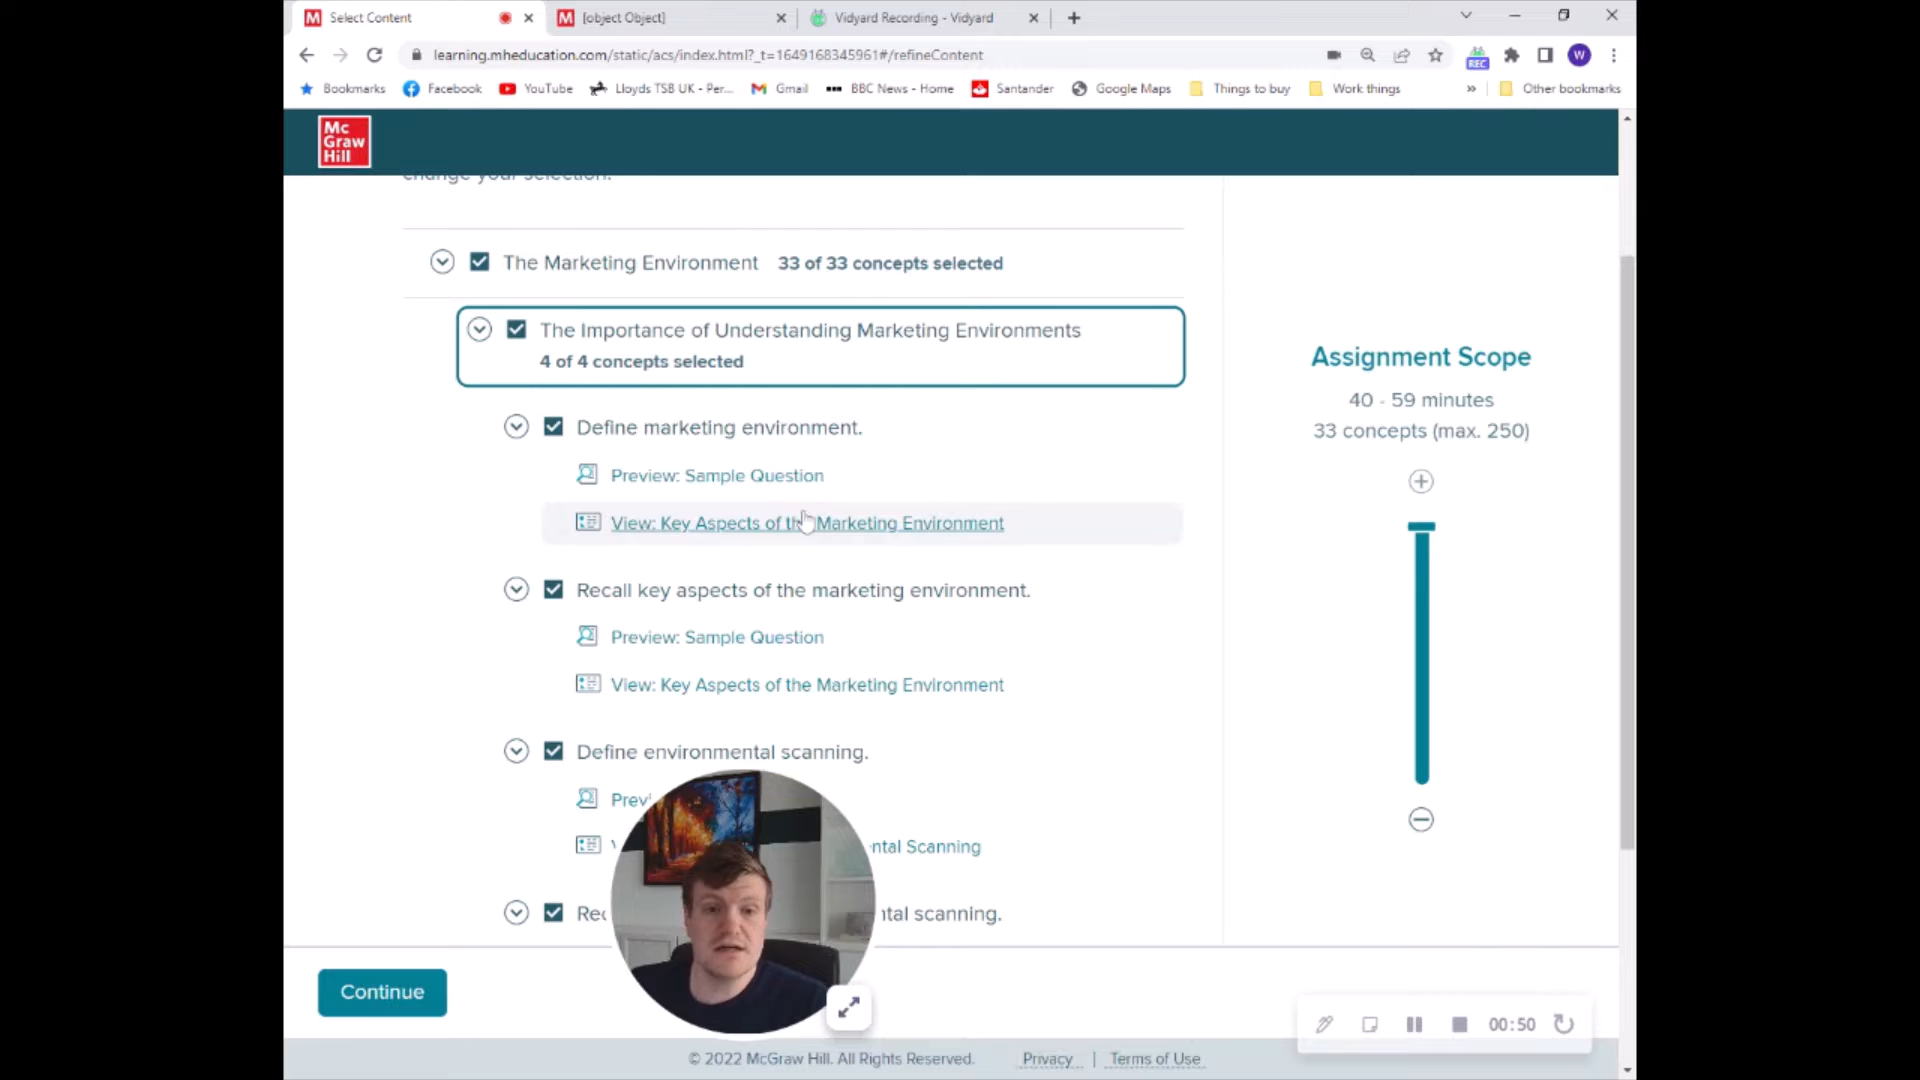 Select Content
[object Object]
Vidyard Recording - Vidyard
learning.mheducation.com/static/acs/index.html?_t=1649168345961#/refineContent
REC
W
Bookmarks
Facebook
YouTube
Lloyds TSB UK - Per...
Gmail
BBC News - Home
Santander
Google Maps
Things to buy
Work things
»
Other bookmarks
Mc
Graw
Hill
change your selection.
The Marketing Environment 33 of 33 concepts selected
The Importance of Understanding Marketing Environments
4 of 4 concepts selected
Define marketing environment.
Preview: Sample Question
View: Key Aspects of the Marketing Environment
Recall key aspects of the marketing environment.
Preview: Sample Question
View: Key Aspects of the Marketing Environment
Define environmental scanning.
Scanning
scanning.
Assignment Scope
40 - 59 minutes
33 concepts (max. 250)
Continue
00:50
© 2022 McGraw Hill. All Rights Reserved. Privacy | Terms of Use